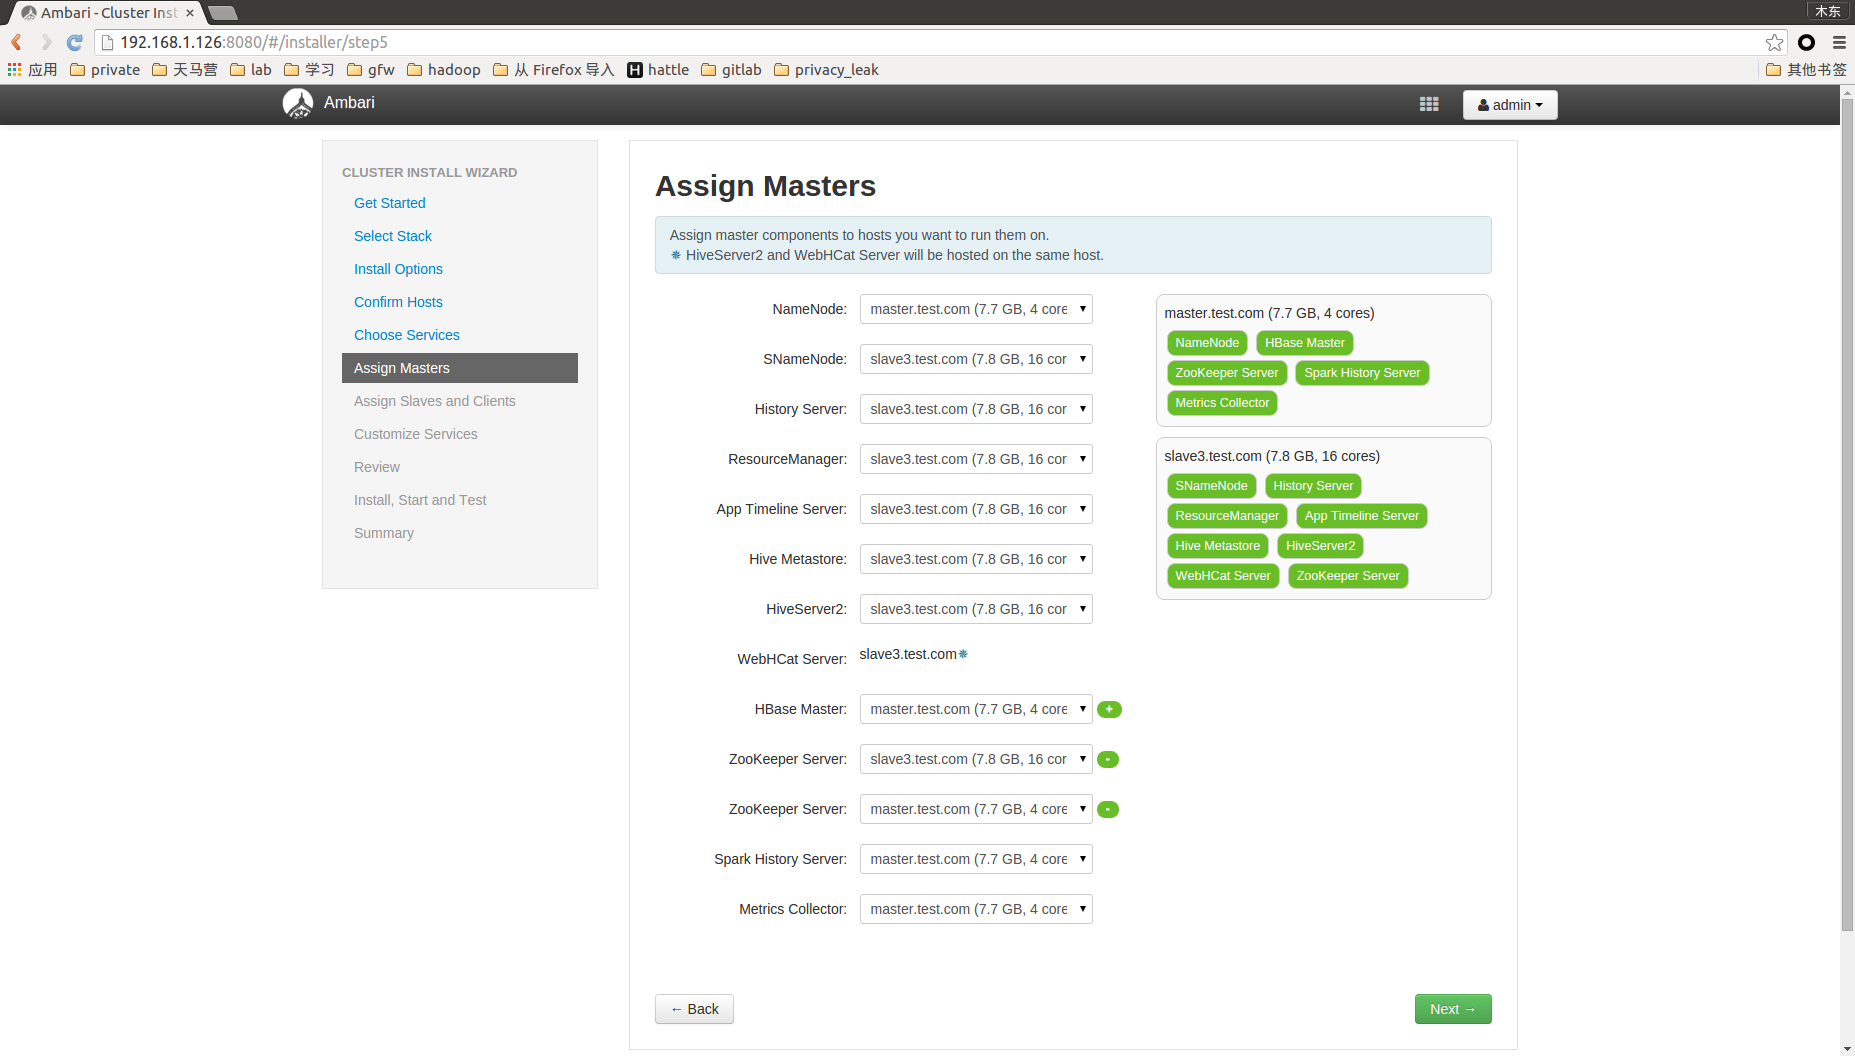 Ambari - Cluster Inst
木东
192.168.1.126:8080/#/installer/step5
应用 private 天马营 lab 学习 gfw hadoop 从 Firefox 导入 H hattle gitlab privacy_leak 其他书签
Ambari
admin
CLUSTER INSTALL WIZARD
Get Started
Select Stack
Install Options
Confirm Hosts
Choose Services
Assign Masters
Assign Slaves and Clients
Customize Services
Review
Install, Start and Test
Summary
Assign Masters
Assign master components to hosts you want to run them on.
✵ HiveServer2 and WebHCat Server will be hosted on the same host.
NameNode: master.test.com (7.7 GB, 4 core
SNameNode: slave3.test.com (7.8 GB, 16 cor
History Server: slave3.test.com (7.8 GB, 16 cor
ResourceManager: slave3.test.com (7.8 GB, 16 cor
App Timeline Server: slave3.test.com (7.8 GB, 16 cor
Hive Metastore: slave3.test.com (7.8 GB, 16 cor
HiveServer2: slave3.test.com (7.8 GB, 16 cor
WebHCat Server: slave3.test.com✵
HBase Master: master.test.com (7.7 GB, 4 core +
ZooKeeper Server: slave3.test.com (7.8 GB, 16 cor -
ZooKeeper Server: master.test.com (7.7 GB, 4 core -
Spark History Server: master.test.com (7.7 GB, 4 core
Metrics Collector: master.test.com (7.7 GB, 4 core
master.test.com (7.7 GB, 4 cores)
NameNode HBase Master
ZooKeeper Server Spark History Server
Metrics Collector
slave3.test.com (7.8 GB, 16 cores)
SNameNode History Server
ResourceManager App Timeline Server
Hive Metastore HiveServer2
WebHCat Server ZooKeeper Server
← Back
Next →